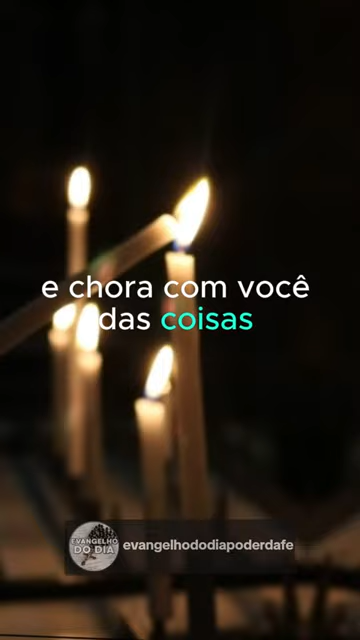 e chora com você
das coisas
EVANGELHO
DO DIA
evangelhododiapoderdafe